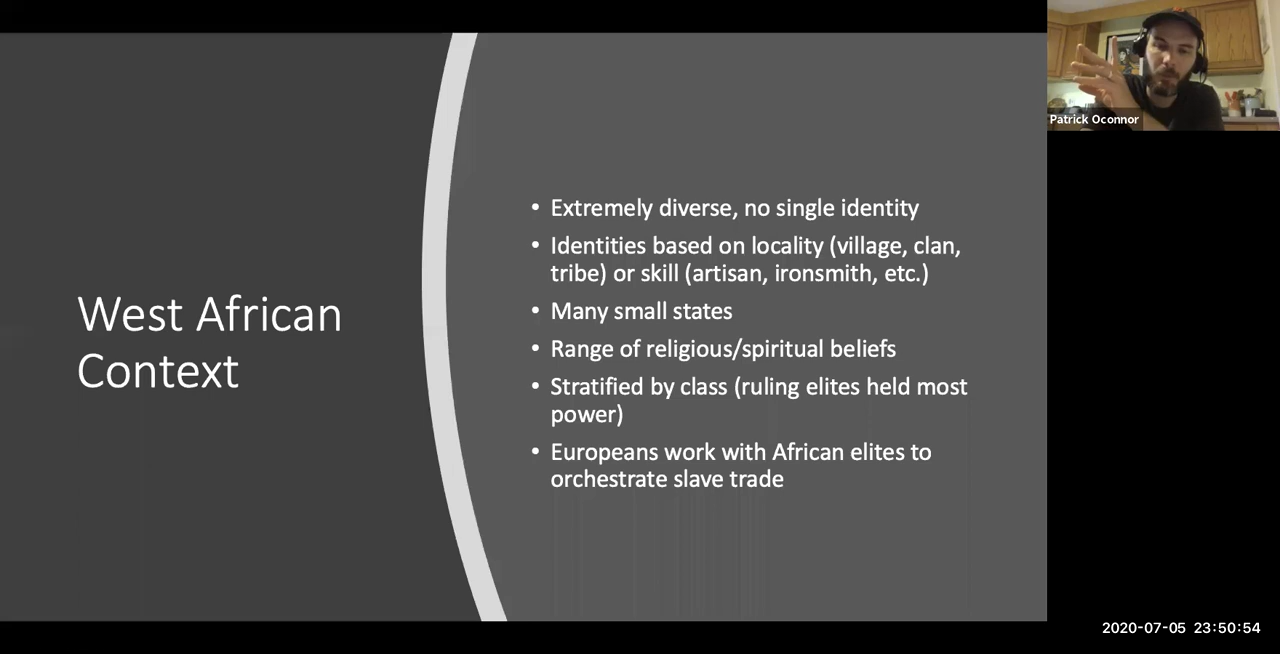 West African
Context
• Extremely diverse, no single identity
• Identities based on locality (village, clan,
tribe) or skill (artisan, ironsmith, etc.)
• Many small states
• Range of religious/spiritual beliefs
• Stratified by class (ruling elites held most
power)
• Europeans work with African elites to
orchestrate slave trade
Patrick Oconnor
2020-07-05 23:50:54